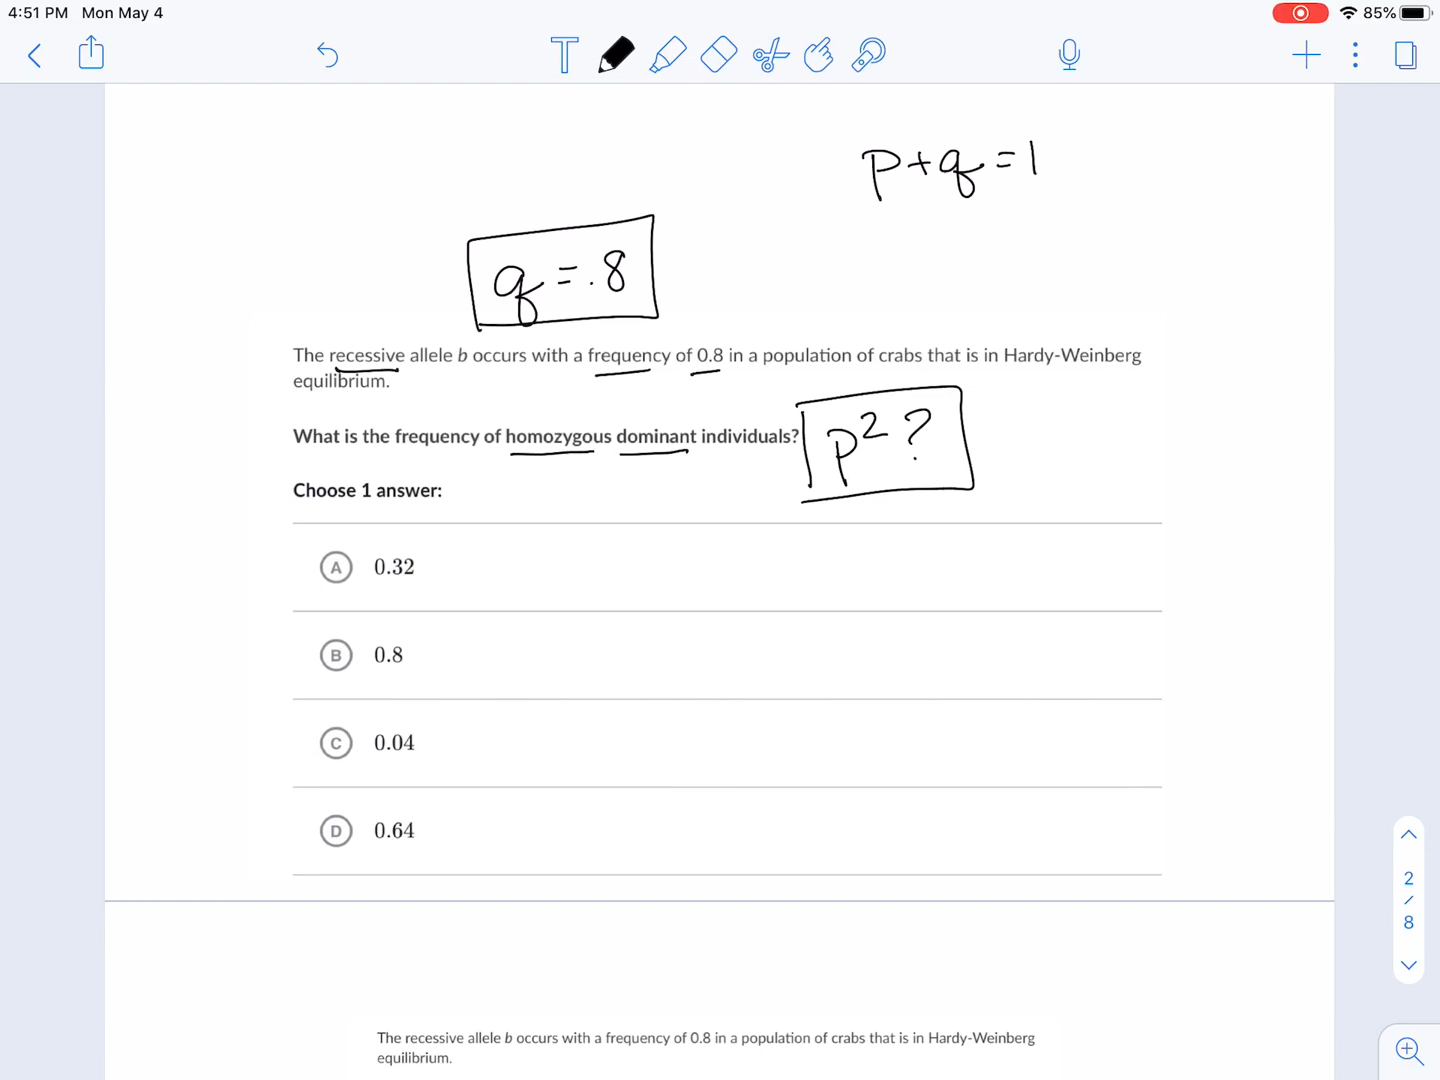 4:51 PM Mon May 4
85%
p+q=1
q=.8
The recessive allele b occurs with a frequency of 0.8 in a population of crabs that is in Hardy-Weinberg
equilibrium.
What is the frequency of homozygous dominant individuals?
p²?
Choose 1 answer:
A 0.32
B 0.8
C 0.04
D 0.64
2
/
8
The recessive allele b occurs with a frequency of 0.8 in a population of crabs that is in Hardy-Weinberg
equilibrium.